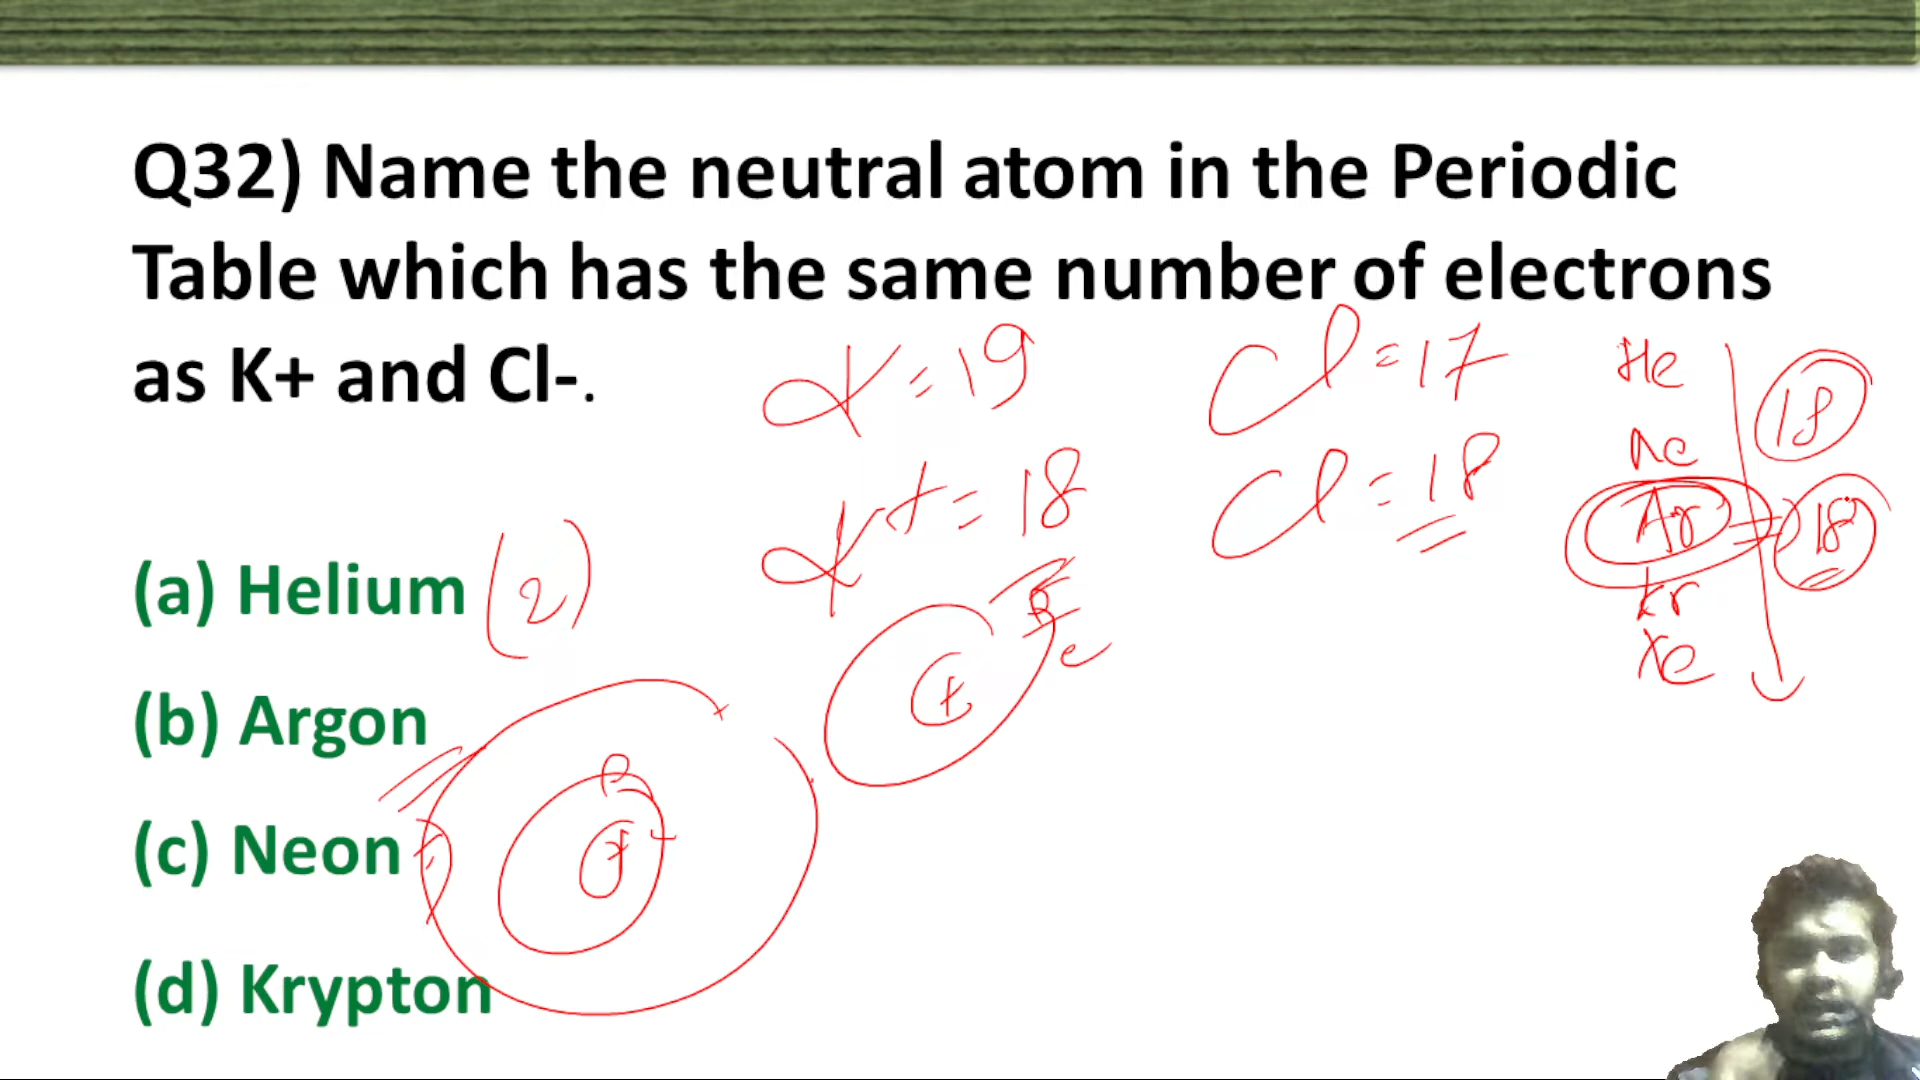 Q32) Name the neutral atom in the Periodic
Table which has the same number of electrons
as K+ and Cl-.
K = 19
Cl = 17
He
18
K+ = 18
Cl = 18
Ne
Ar = 18
Kr
Xe
(a) Helium (2)
(b) Argon
(c) Neon
(d) Krypton
e
+